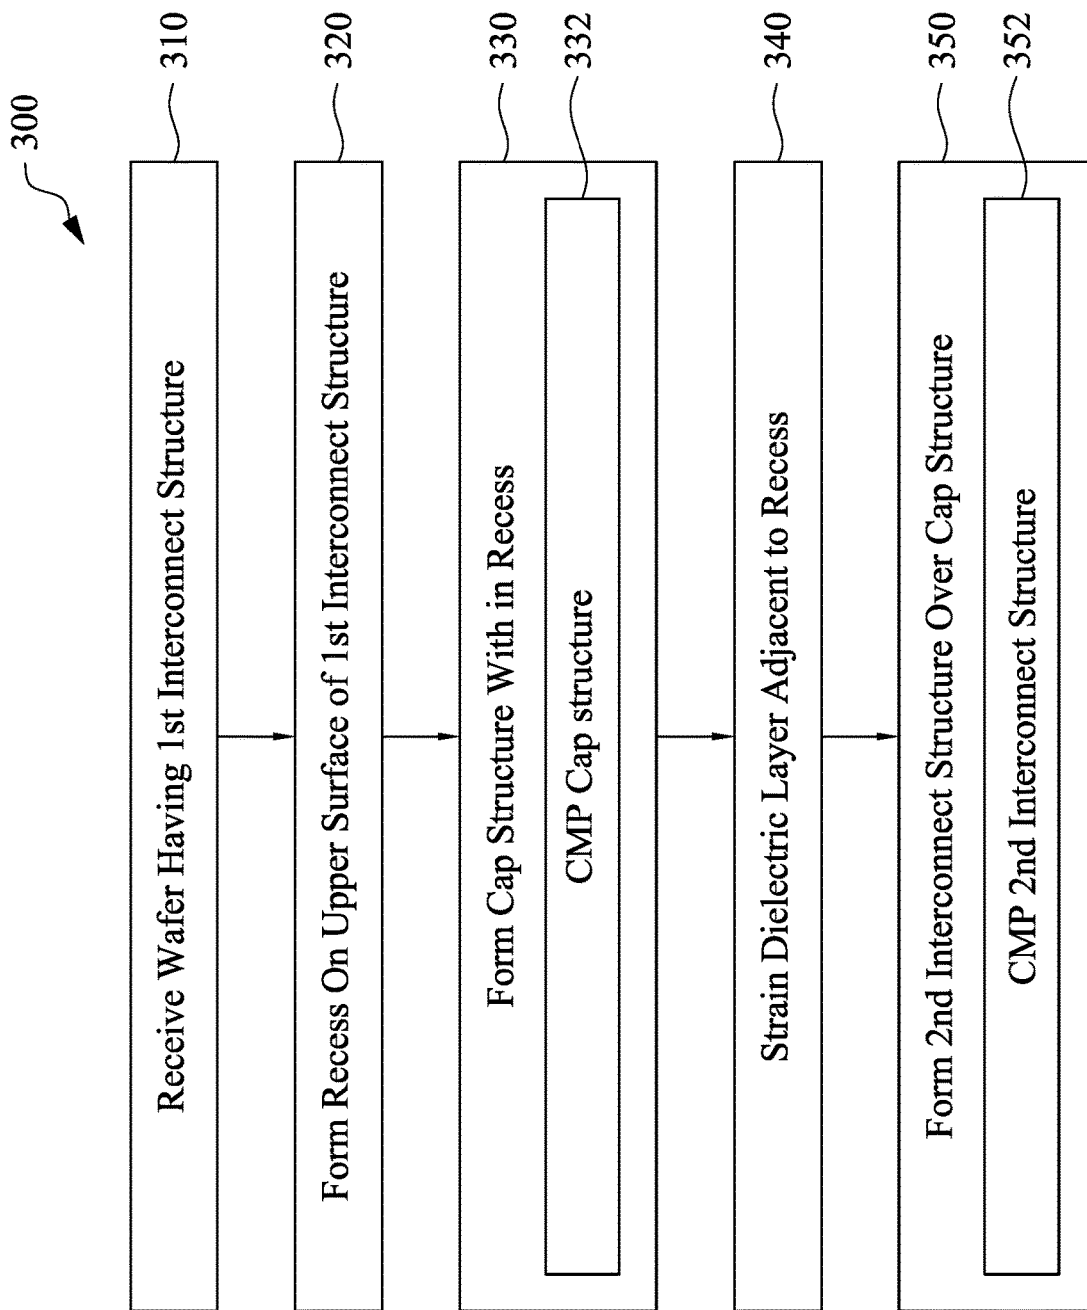 300
Receive Wafer Having 1st Interconnect Structure
310
Form Recess On Upper Surface of 1st Interconnect Structure
320
Form Cap Structure With in Recess
330
CMP Cap structure
332
Strain Dielectric Layer Adjacent to Recess
340
Form 2nd Interconnect Structure Over Cap Structure
350
CMP 2nd Interconnect Structure
352